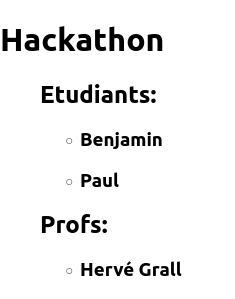 Hackathon
Etudiants:
Benjamin
Paul
Profs:
Hervé Grall